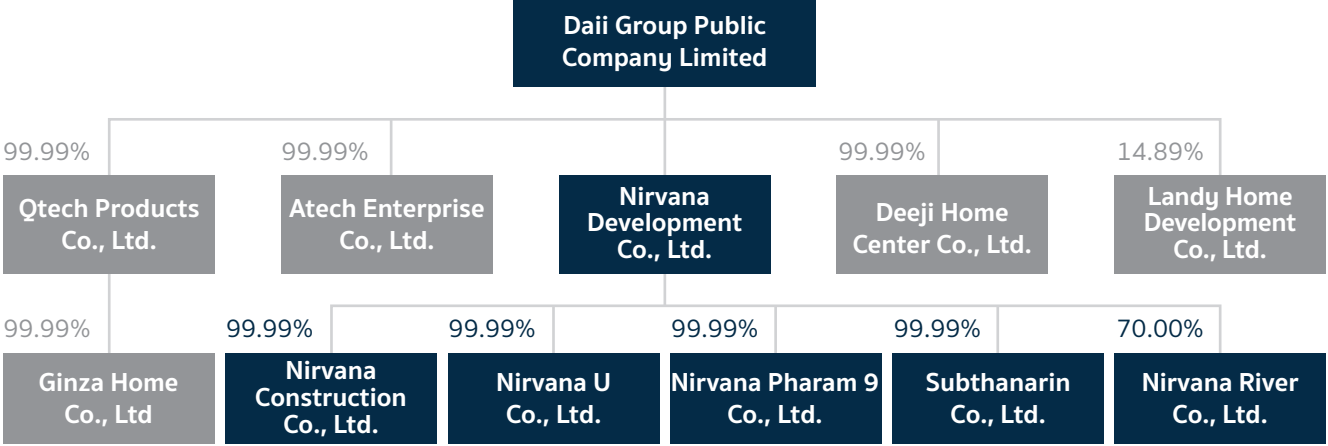 Daii Group Public
Company Limited
99.99%
99.99%
99.99%
14.89%
Qtech Products
Co., Ltd.
Atech Enterprise
Co., Ltd.
Nirvana
Development
Co., Ltd.
Deeji Home
Center Co., Ltd.
Landy Home
Development
Co., Ltd.
99.99%
99.99%
99.99%
99.99%
99.99%
70.00%
Ginza Home
Co., Ltd
Nirvana
Construction
Co., Ltd.
Nirvana U
Co., Ltd.
Nirvana Pharam 9
Co., Ltd.
Subthanarin
Co., Ltd.
Nirvana River
Co., Ltd.